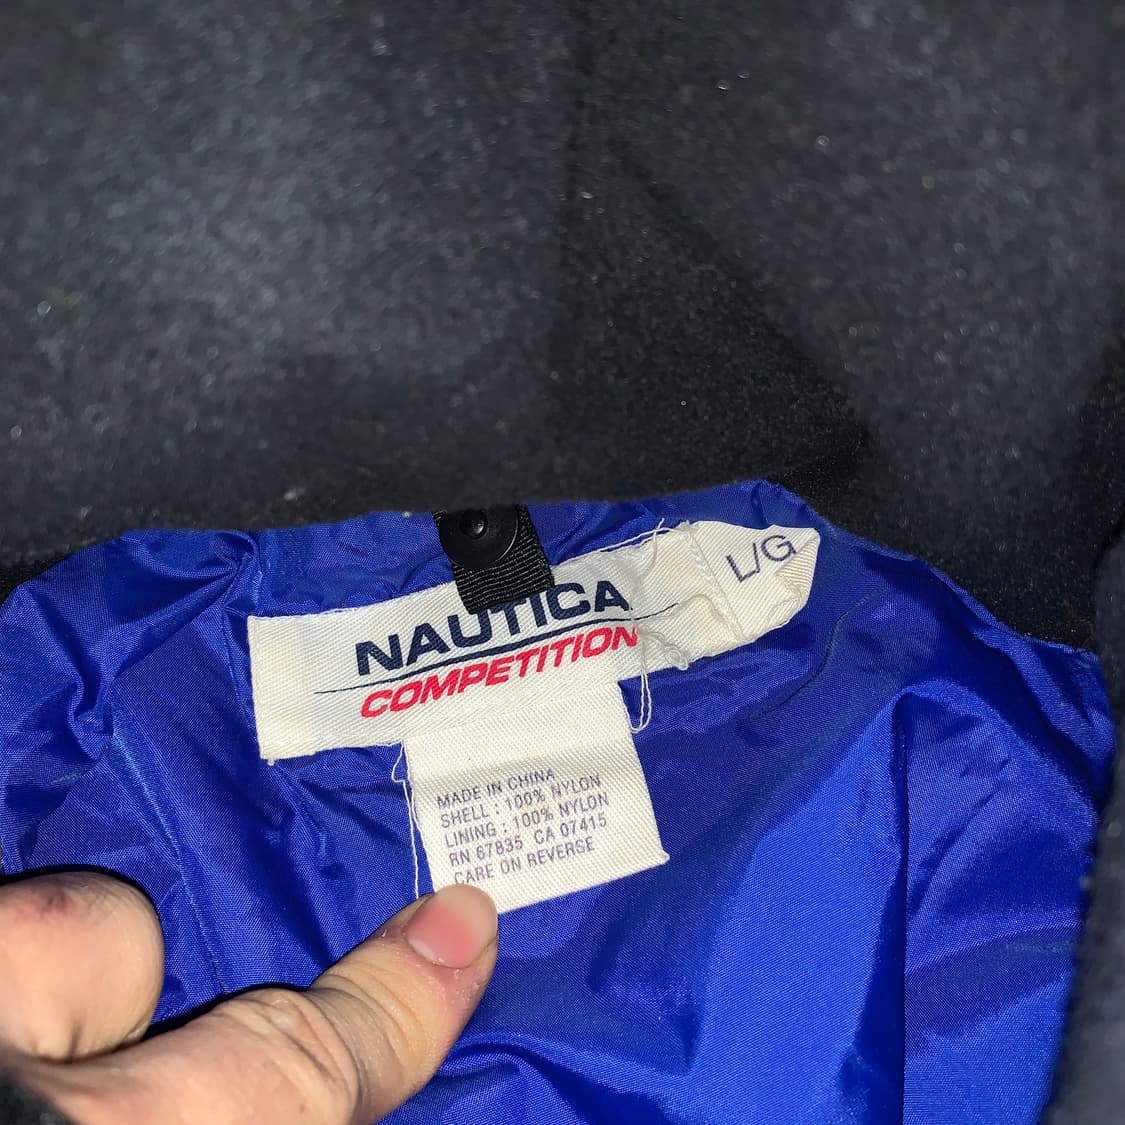 NAUTICA
COMPETITION
L/G
MADE IN CHINA
SHELL : 100% NYLON
LINING : 100% NYLON
RN 67835 CA 07415
CARE ON REVERSE